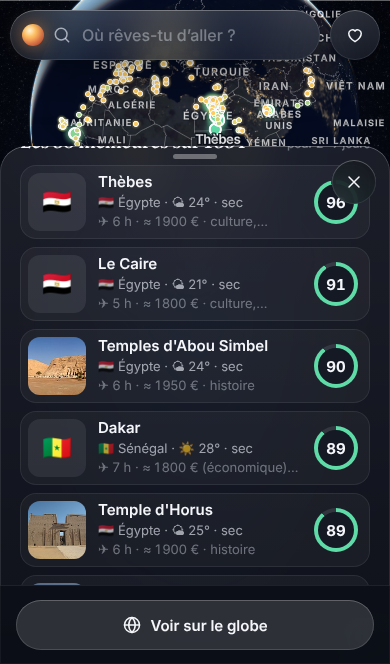 Où rêves-tu d'aller ?
ESPAGNE
TURQUIE
MAROC
IRAN
VIÊT NAM
ALGÉRIE
ÉMIRATS
ARABES
UNIS
ÉGYPTE
MAURITANIE
MALAISIE
MALI
Thèbes
YÉMEN
SRI LANKA
Thèbes
Égypte · 24° · sec
6 h · ≈ 1900 € · culture,...
96
Le Caire
Égypte · 21° · sec
5 h · ≈ 1800 € · culture,...
91
Temples d'Abou Simbel
Égypte · 24° · sec
6 h · ≈ 1950 € · histoire
90
Dakar
Sénégal · 28° · sec
7 h · ≈ 1800 € (économique)...
89
Temple d'Horus
Égypte · 25° · sec
6 h · ≈ 1900 € · histoire
89
Voir sur le globe